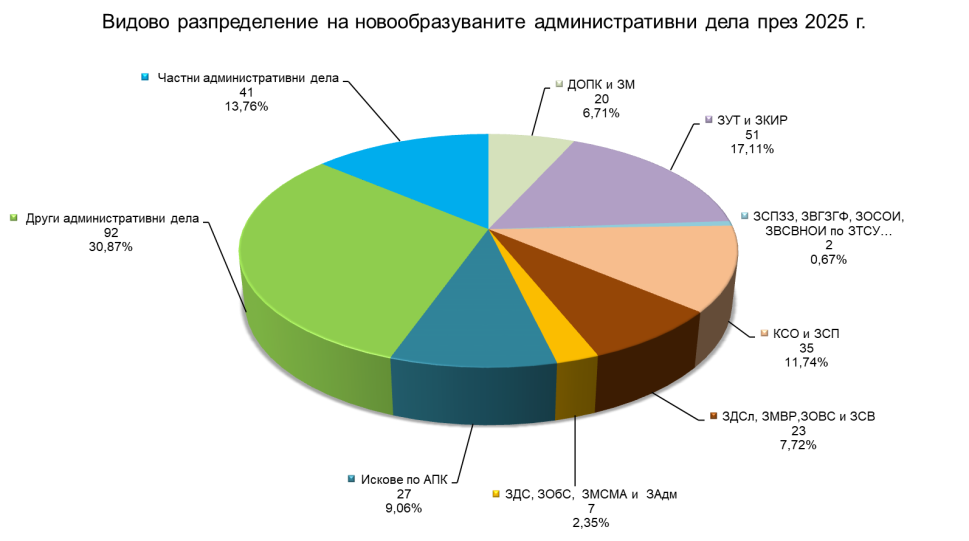 Видово разпределение на новообразуваните административни дела през 2025 г.
Частни административни дела
41
13,76%
ДОПК и ЗМ
20
6,71%
ЗУТ и ЗКИР
51
17,11%
ЗСПЗЗ, ЗВГЗГФ, ЗОСОИ,
ЗВСВНОИ по ЗТСУ…
2
0,67%
Други административни дела
92
30,87%
КСО и ЗСП
35
11,74%
ЗДСл, ЗМВР,ЗОВС и ЗСВ
23
7,72%
Искове по АПК
27
9,06%
ЗДС, ЗОбС, ЗМСМА и ЗАдм
7
2,35%